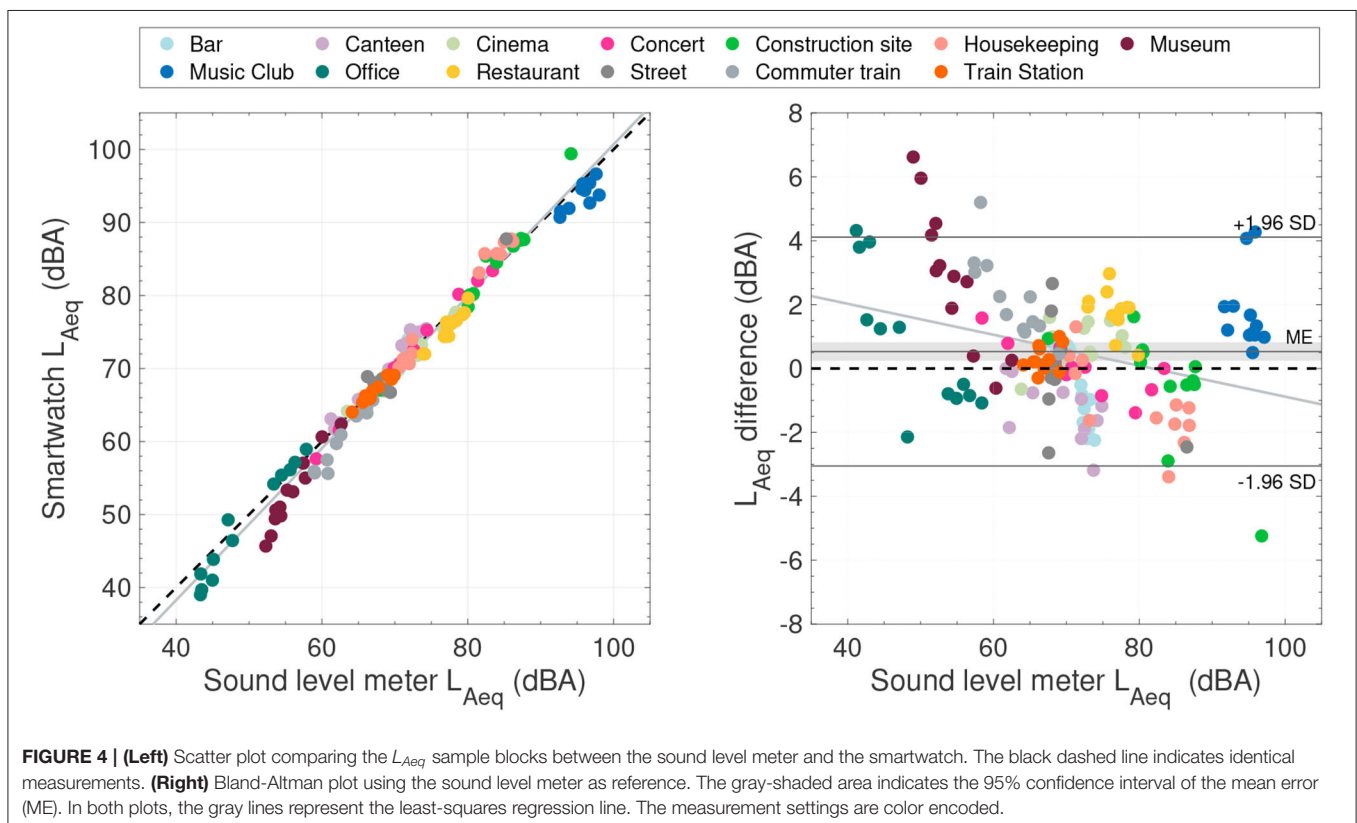 Bar Canteen Cinema Concert Construction site Housekeeping Museum
Music Club Office Restaurant Street Commuter train Train Station
100
90
80
70
60
50
40
Smartwatch LAeq (dBA)
40 60 80 100
Sound level meter LAeq (dBA)
8
6
4
2
0
-2
-4
-6
-8
LAeq difference (dBA)
+1.96 SD
ME
-1.96 SD
40 60 80 100
Sound level meter LAeq (dBA)
FIGURE 4 | (Left) Scatter plot comparing the LAeq sample blocks between the sound level meter and the smartwatch. The black dashed line indicates identical
measurements. (Right) Bland-Altman plot using the sound level meter as reference. The gray-shaded area indicates the 95% confidence interval of the mean error
(ME). In both plots, the gray lines represent the least-squares regression line. The measurement settings are color encoded.